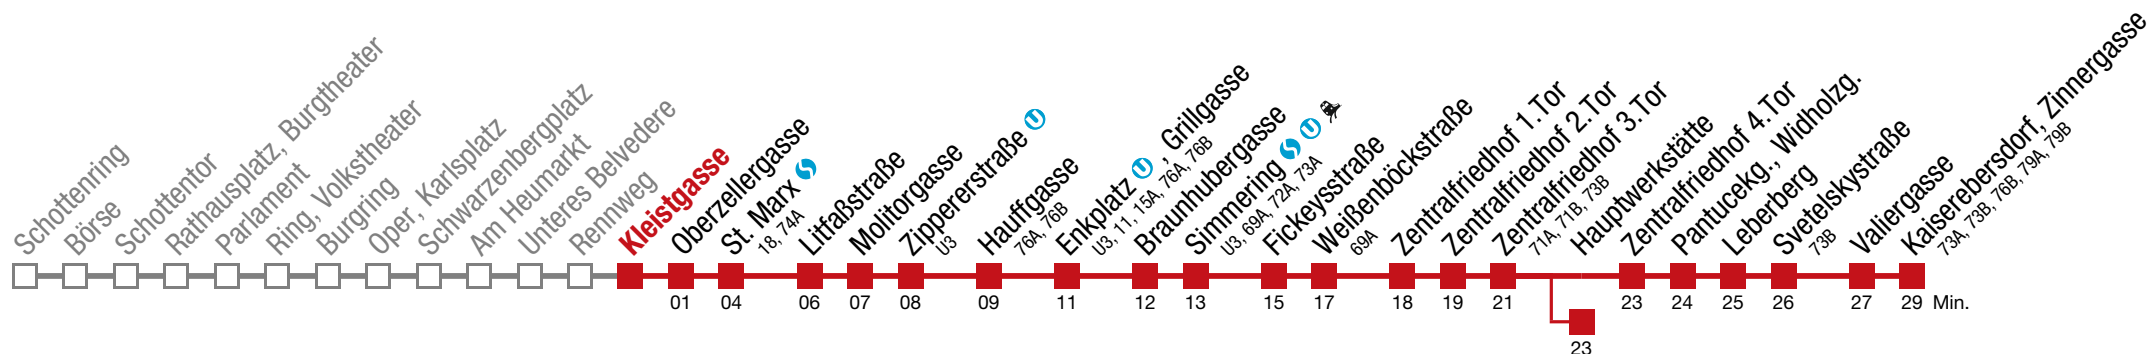 Schottenring
Börse
Schottentor
Rathausplatz, Burgtheater
Parlament
Ring, Volkstheater
Burgring
Oper, Karlsplatz
Schwarzenbergplatz
Am Heumarkt
Unteres Belvedere
Rennweg
Kleistgasse
Oberzellergasse
St. Marx
18, 74A
Litfaßstraße
Molitorgasse
Zippererstraße U
U3
Hauffgasse
76A, 76B
Enkplatz U, Grillgasse
U3, 11, 15A, 76A, 76B
Braunhubergasse
Simmering U
U3, 69A, 72A, 73A
Fickeysstraße
Weißenböckstraße
69A
Zentralfriedhof 1.Tor
Zentralfriedhof 2.Tor
Zentralfriedhof 3.Tor
71A, 71B, 73B
Hauptwerkstätte
Zentralfriedhof 4.Tor
Pantucekg., Widholzg.
Leberberg
Svetelskystraße
73B
Valiergasse
Kaiserebersdorf, Zinnergasse
73A, 73B, 76B, 79A, 79B
01 04 06 07 08 09 11 12 13 15 17 18 19 21 23 24 25 26 27 29 Min.
23